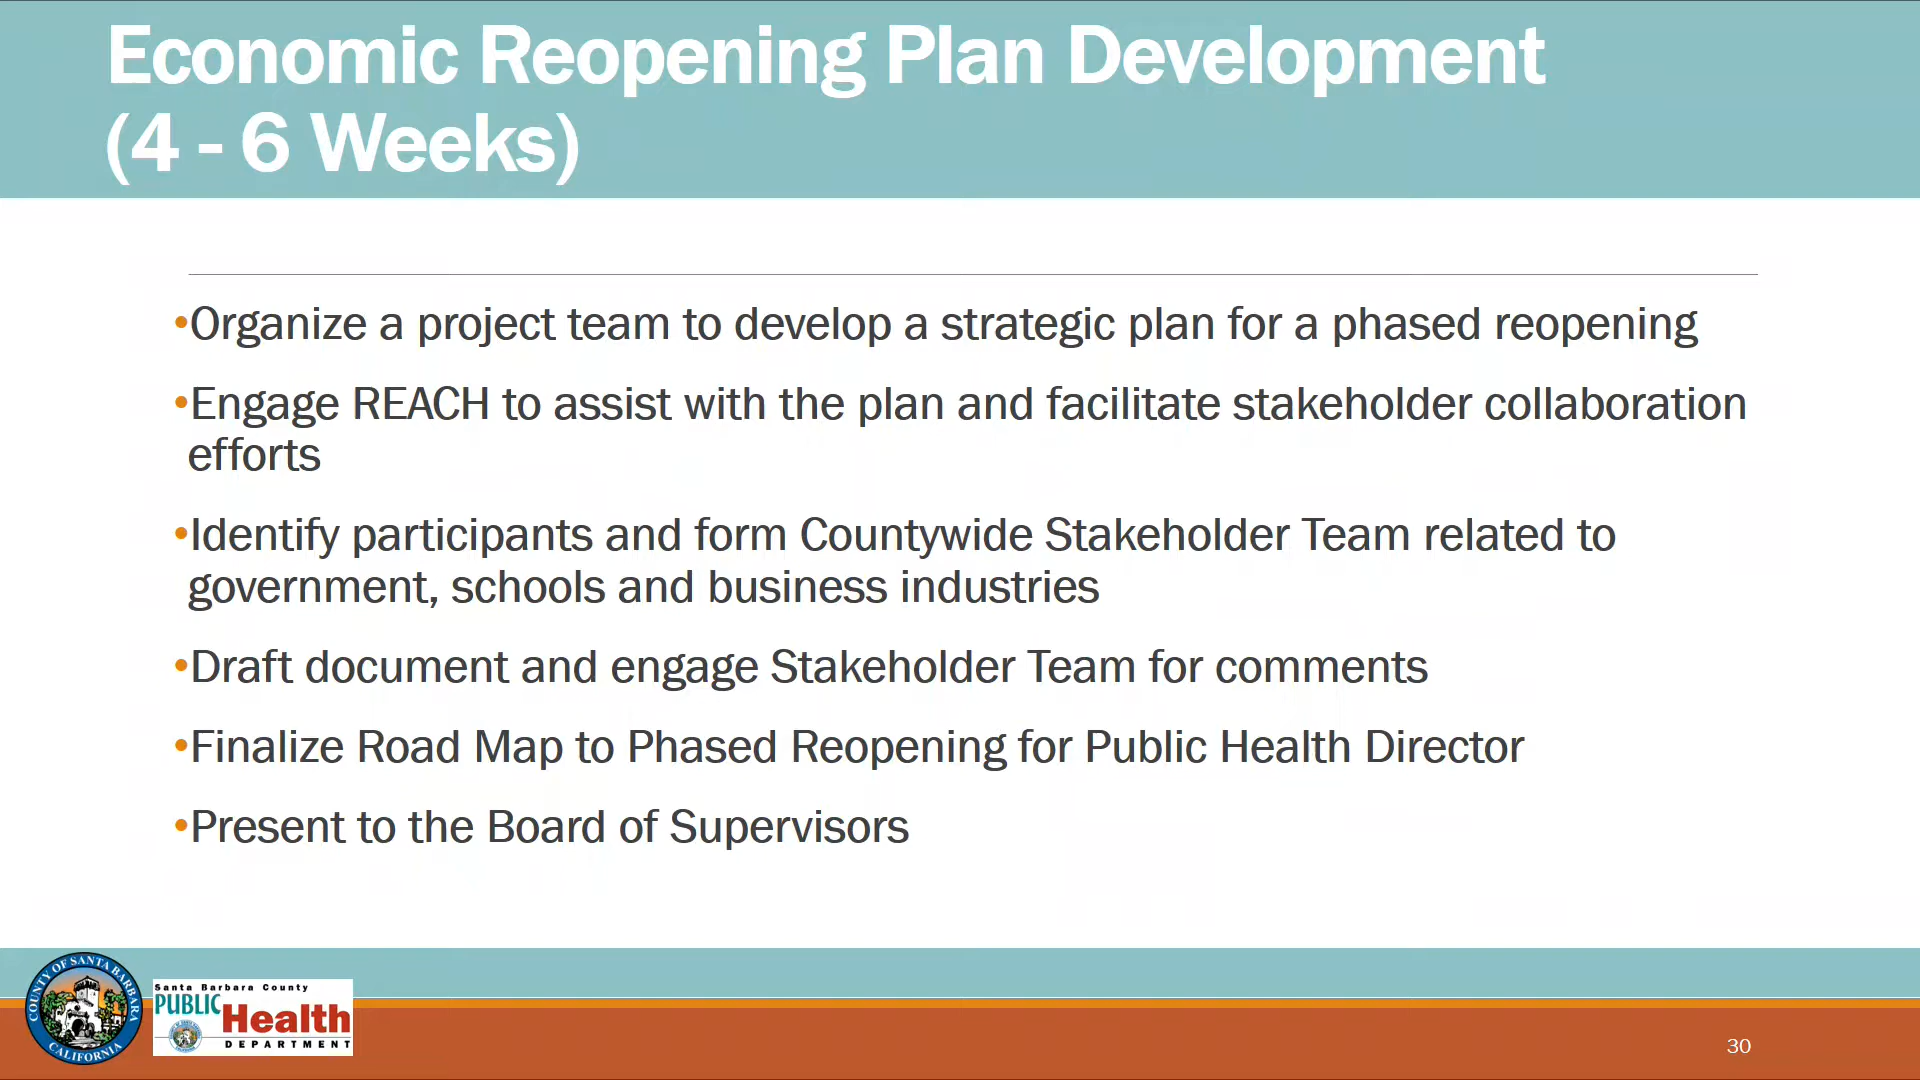 Economic Reopening Plan Development
(4 - 6 Weeks)
•Organize a project team to develop a strategic plan for a phased reopening
•Engage REACH to assist with the plan and facilitate stakeholder collaboration
efforts
•Identify participants and form Countywide Stakeholder Team related to
government, schools and business industries
•Draft document and engage Stakeholder Team for comments
•Finalize Road Map to Phased Reopening for Public Health Director
•Present to the Board of Supervisors
COUNTY OF SANTA BARBARA
CALIFORNIA
Santa Barbara County
PUBLIC
Health
DEPARTMENT
30